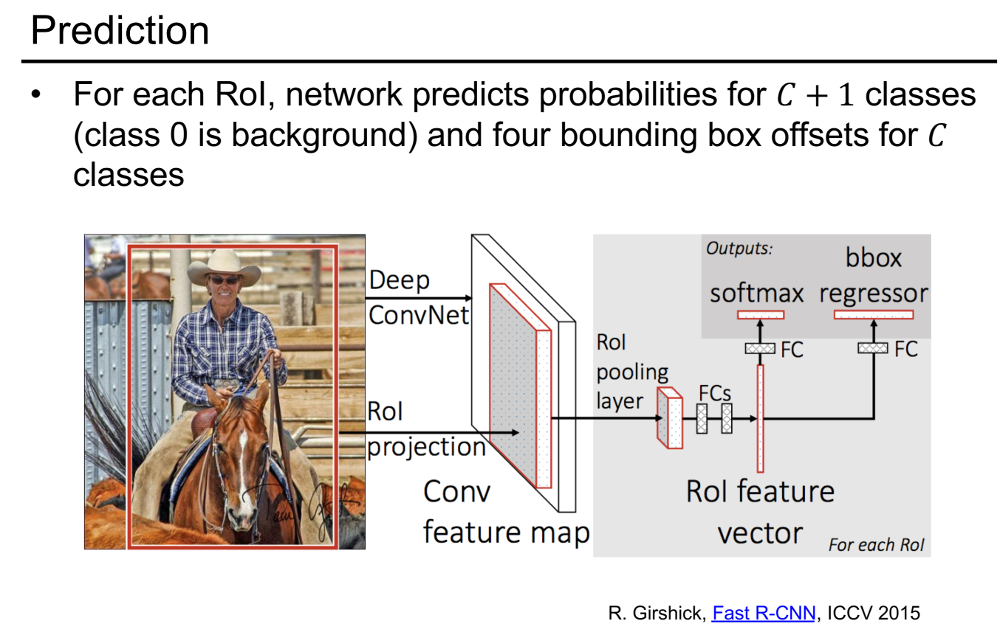 Prediction
• For each RoI, network predicts probabilities for C + 1 classes
(class 0 is background) and four bounding box offsets for C
classes
Deep
ConvNet
RoI
projection
Conv
feature map
RoI
pooling
layer
FCs
Outputs:
softmax
bbox
regressor
FC
FC
RoI feature
vector
For each RoI
R. Girshick, Fast R-CNN, ICCV 2015